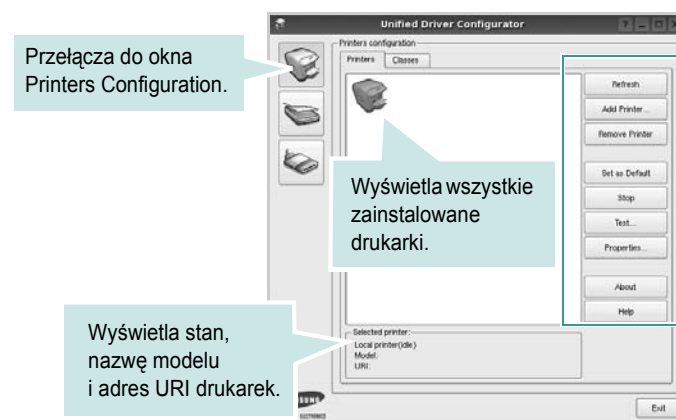 Unified Driver Configurator
Przełącza do okna
Printers Configuration.
Printers configuration
Printers Classes
Refresh
Add Printer...
Remove Printer
Set as Default
Stop
Test...
Properties...
About
Help
Wyświetla wszystkie
zainstalowane
drukarki.
Wyświetla stan,
nazwę modelu
i adres URI drukarek.
Selected printer:
Local printer(idle)
Model:
URI:
ELECTRONICS
Exit